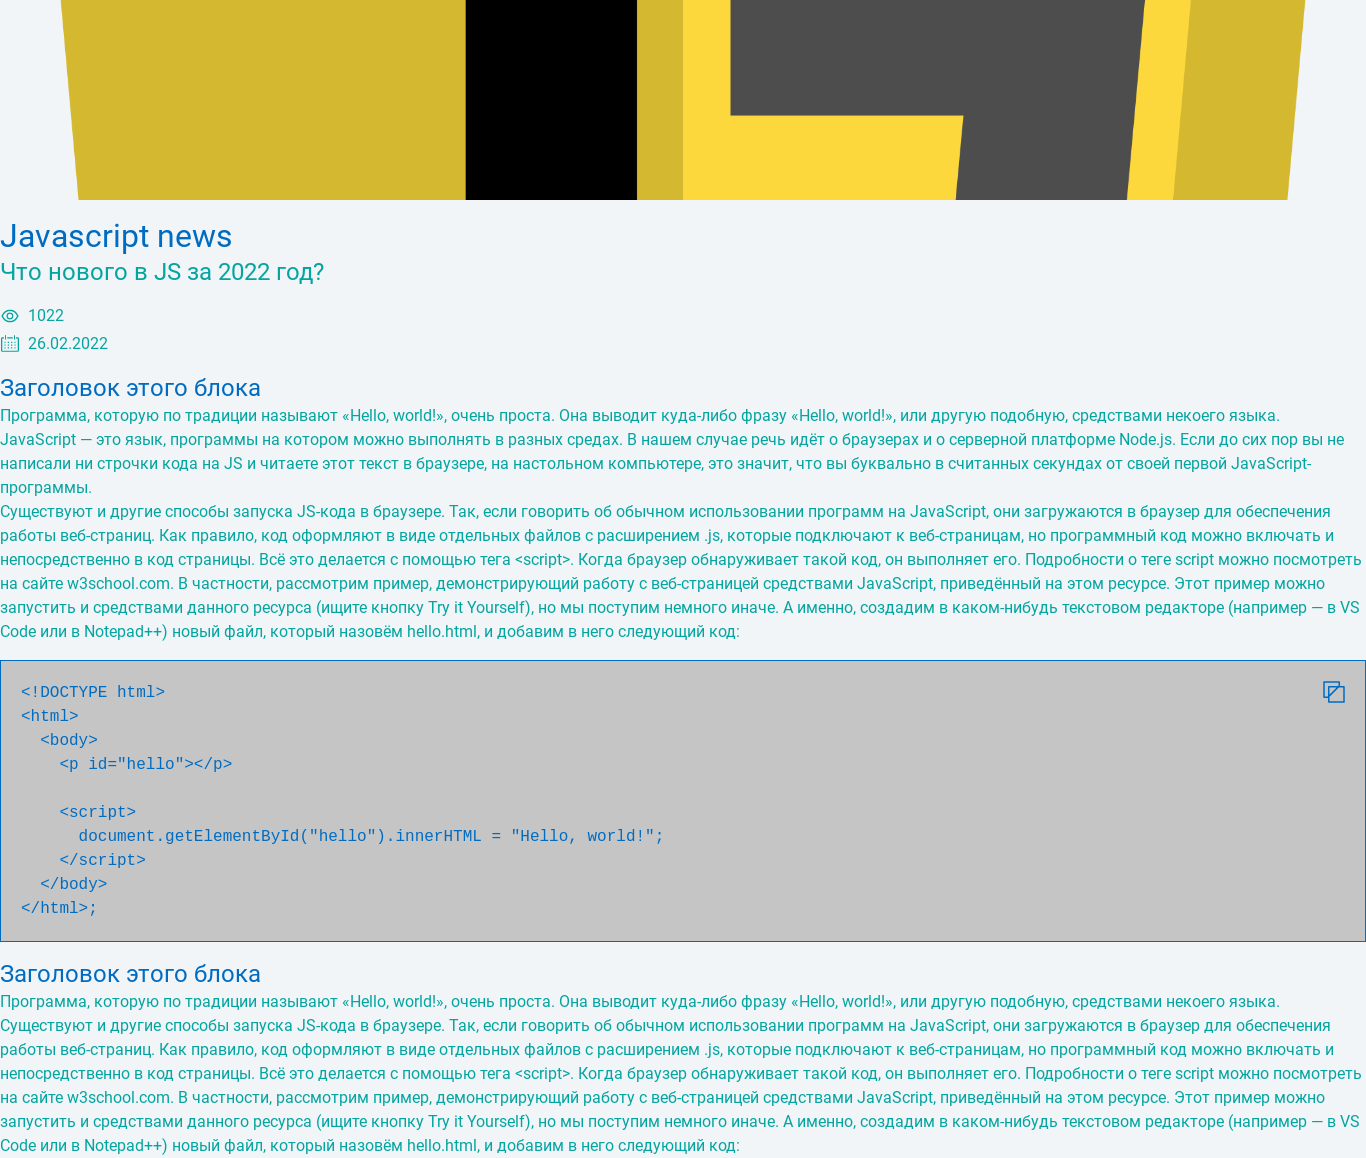 Javascript news
Что нового в JS за 2022 год?
1022
26.02.2022
Заголовок этого блока
Программа, которую по традиции называют «Hello, world!», очень проста. Она выводит куда-либо фразу «Hello, world!», или другую подобную, средствами некоего языка.
JavaScript — это язык, программы на котором можно выполнять в разных средах. В нашем случае речь идёт о браузерах и о серверной платформе Node.js. Если до сих пор вы не
написали ни строчки кода на JS и читаете этот текст в браузере, на настольном компьютере, это значит, что вы буквально в считанных секундах от своей первой JavaScript-
программы.
Существуют и другие способы запуска JS-кода в браузере. Так, если говорить об обычном использовании программ на JavaScript, они загружаются в браузер для обеспечения
работы веб-страниц. Как правило, код оформляют в виде отдельных файлов с расширением .js, которые подключают к веб-страницам, но программный код можно включать и
непосредственно в код страницы. Всё это делается с помощью тега <script>. Когда браузер обнаруживает такой код, он выполняет его. Подробности о теге script можно посмотреть
на сайте w3school.com. В частности, рассмотрим пример, демонстрирующий работу с веб-страницей средствами JavaScript, приведённый на этом ресурсе. Этот пример можно
запустить и средствами данного ресурса (ищите кнопку Try it Yourself), но мы поступим немного иначе. А именно, создадим в каком-нибудь текстовом редакторе (например — в VS
Code или в Notepad++) новый файл, который назовём hello.html, и добавим в него следующий код:
<!DOCTYPE html>
<html>
  <body>
    <p id="hello"></p>
    <script>
      document.getElementById("hello").innerHTML = "Hello, world!";
    </script>
  </body>
</html>;
Заголовок этого блока
Программа, которую по традиции называют «Hello, world!», очень проста. Она выводит куда-либо фразу «Hello, world!», или другую подобную, средствами некоего языка.
Существуют и другие способы запуска JS-кода в браузере. Так, если говорить об обычном использовании программ на JavaScript, они загружаются в браузер для обеспечения
работы веб-страниц. Как правило, код оформляют в виде отдельных файлов с расширением .js, которые подключают к веб-страницам, но программный код можно включать и
непосредственно в код страницы. Всё это делается с помощью тега <script>. Когда браузер обнаруживает такой код, он выполняет его. Подробности о теге script можно посмотреть
на сайте w3school.com. В частности, рассмотрим пример, демонстрирующий работу с веб-страницей средствами JavaScript, приведённый на этом ресурсе. Этот пример можно
запустить и средствами данного ресурса (ищите кнопку Try it Yourself), но мы поступим немного иначе. А именно, создадим в каком-нибудь текстовом редакторе (например — в VS
Code или в Notepad++) новый файл, который назовём hello.html, и добавим в него следующий код: